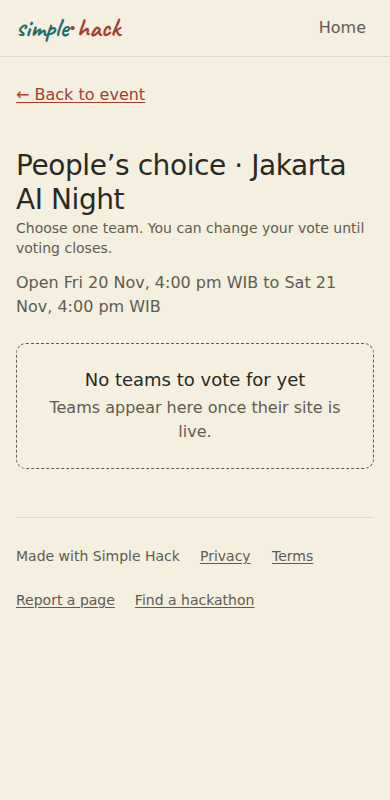 simple·hack
Home
← Back to event
People’s choice · Jakarta
AI Night
Choose one team. You can change your vote until
voting closes.
Open Fri 20 Nov, 4:00 pm WIB to Sat 21
Nov, 4:00 pm WIB
No teams to vote for yet
Teams appear here once their site is
live.
Made with Simple Hack Privacy Terms
Report a page Find a hackathon